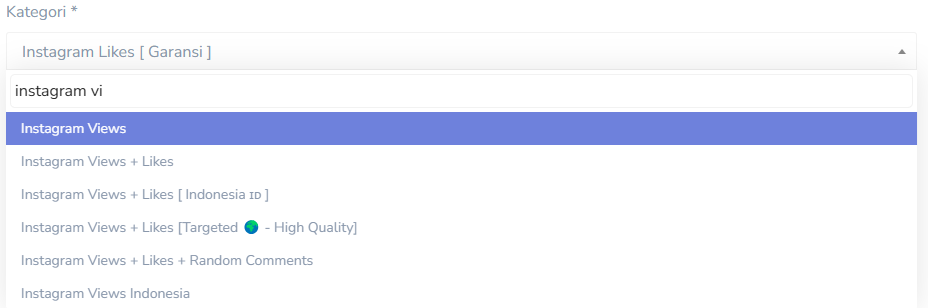 Kategori *
Instagram Likes [ Garansi ]
instagram vi
Instagram Views
Instagram Views + Likes
Instagram Views + Likes [ Indonesia ɪᴅ ]
Instagram Views + Likes [Targeted 🌍 - High Quality]
Instagram Views + Likes + Random Comments
Instagram Views Indonesia